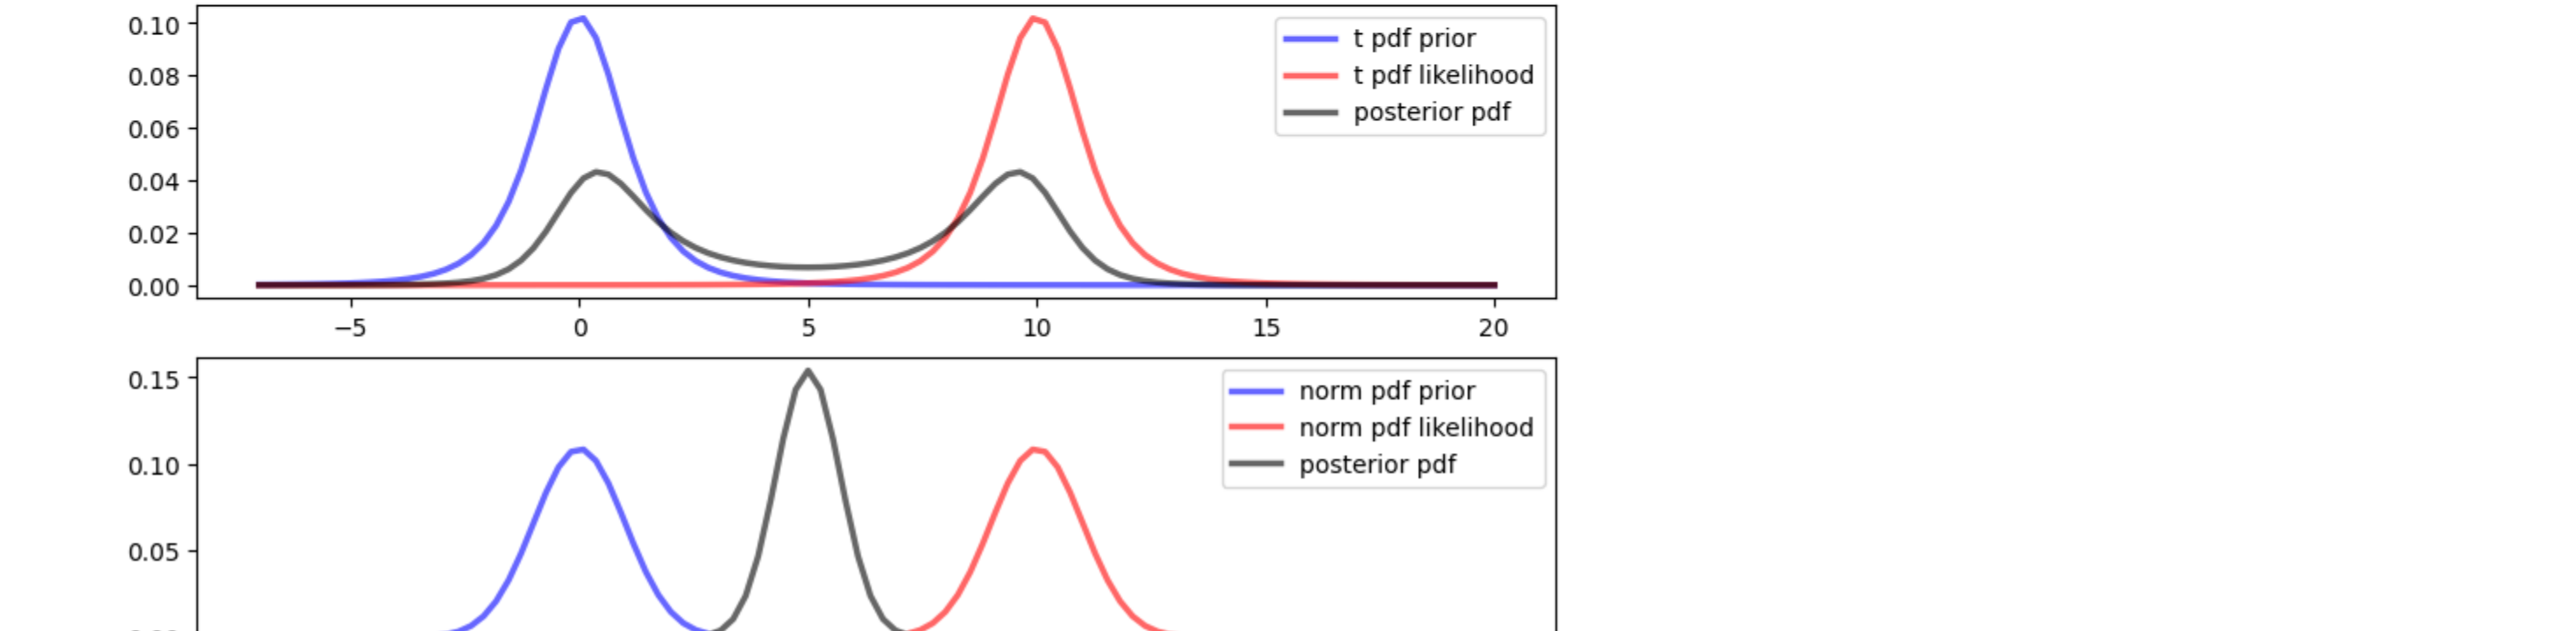 0.10
0.08
0.06
0.04
0.02
0.00
t pdf prior
t pdf likelihood
posterior pdf
−5 0 5 10 15 20
0.15
0.10
0.05
norm pdf prior
norm pdf likelihood
posterior pdf